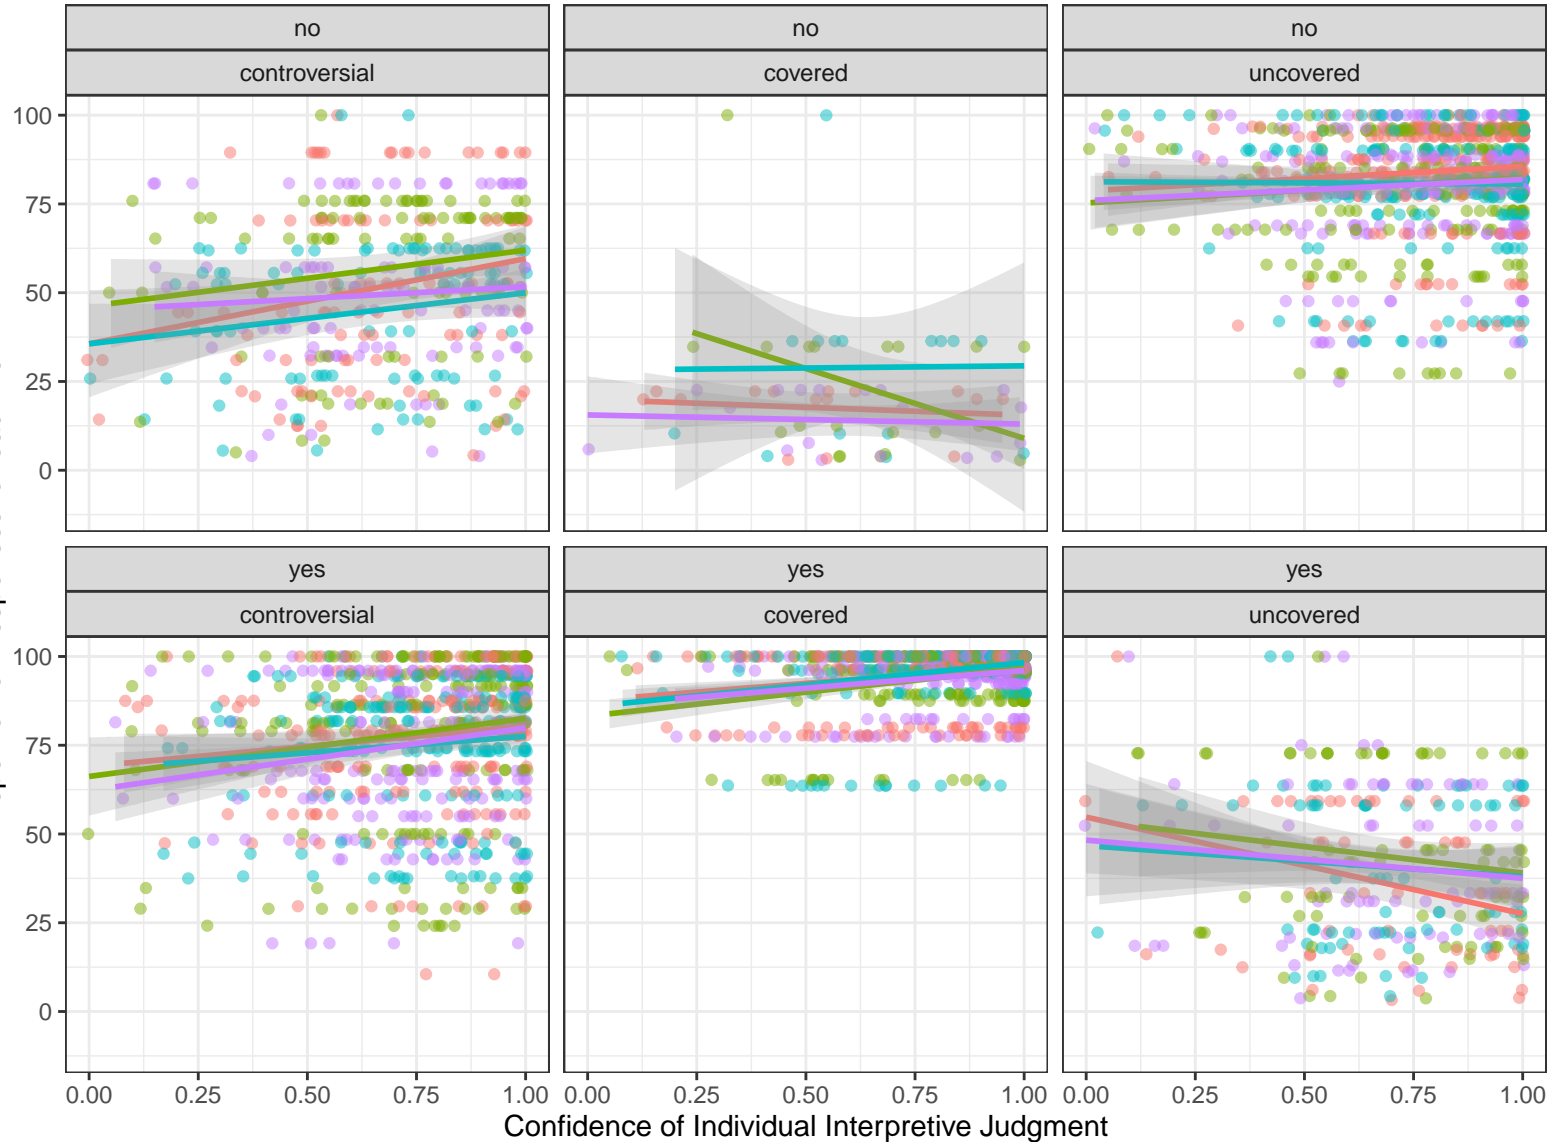 no no no
controversial covered uncovered
100
75
50
25
0
yes yes yes
controversial covered uncovered
100
75
50
25
0
0.00 0.25 0.50 0.75 1.00 0.00 0.25 0.50 0.75 1.00 0.00 0.25 0.50 0.75 1.00
Confidence of Individual Interpretive Judgment